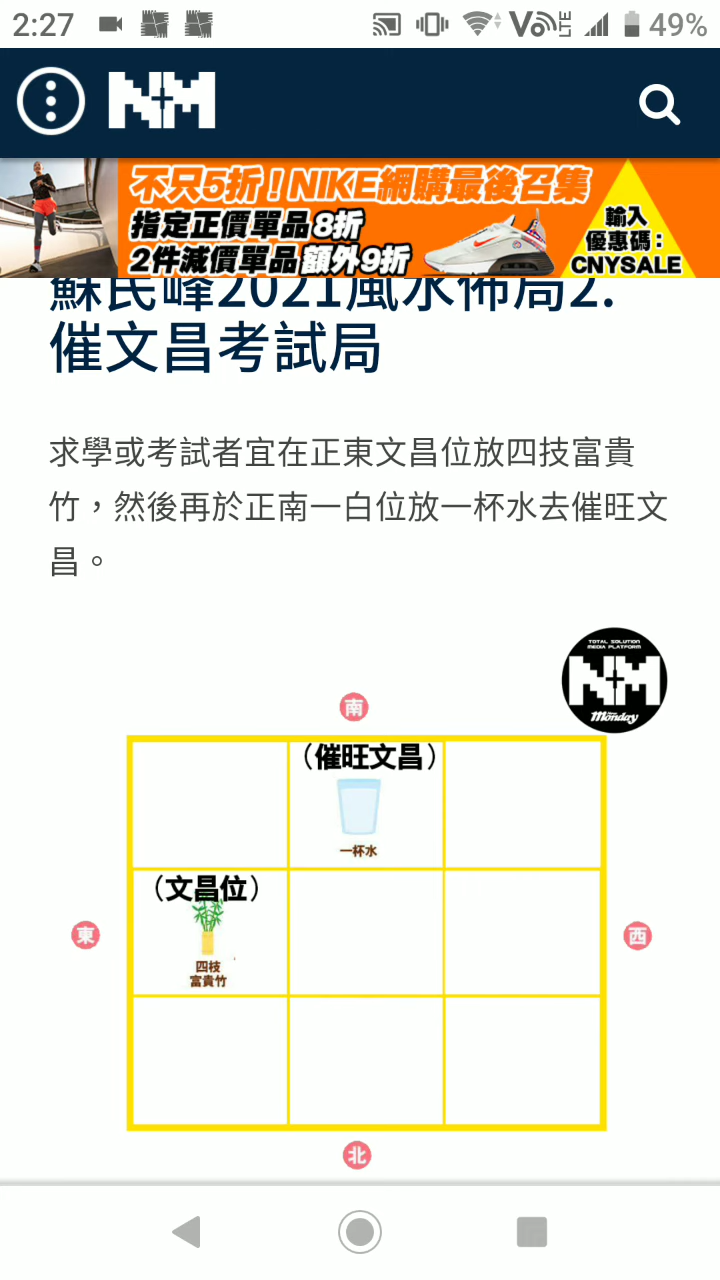 2:27
VoLTE
49%
N+M
不只5折！NIKE網購最後召集
指定正價單品8折
2件減價單品額外9折
輸入
優惠碼：
CNYSALE
蘇民峰2021風水佈局2.
催文昌考試局
求學或考試者宜在正東文昌位放四技富貴
竹，然後再於正南一白位放一杯水去催旺文
昌。
TOTAL SOLUTION
MEDIA PLATFORM
N+M
Monday
南
（催旺文昌）
一杯水
（文昌位）
東
西
四枝
富貴竹
北